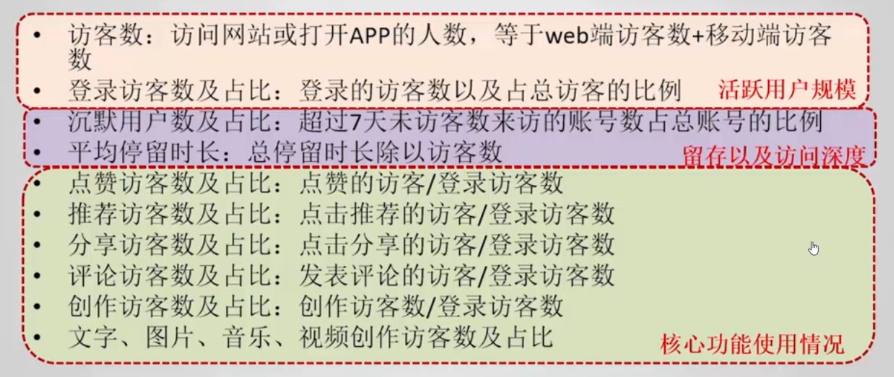 • 访客数：访问网站或打开APP的人数，等于web端访客数+移动端访客
数
• 登录访客数及占比：登录的访客数以及占总访客的比例
活跃用户规模
• 沉默用户数及占比：超过7天未访客数来访的账号数占总账号的比例
• 平均停留时长：总停留时长除以访客数
留存以及访问深度
• 点赞访客数及占比：点赞的访客/登录访客数
• 推荐访客数及占比：点击推荐的访客/登录访客数
• 分享访客数及占比：点击分享的访客/登录访客数
• 评论访客数及占比：发表评论的访客/登录访客数
• 创作访客数及占比：创作访客数/登录访客数
• 文字、图片、音乐、视频创作访客数及占比
核心功能使用情况